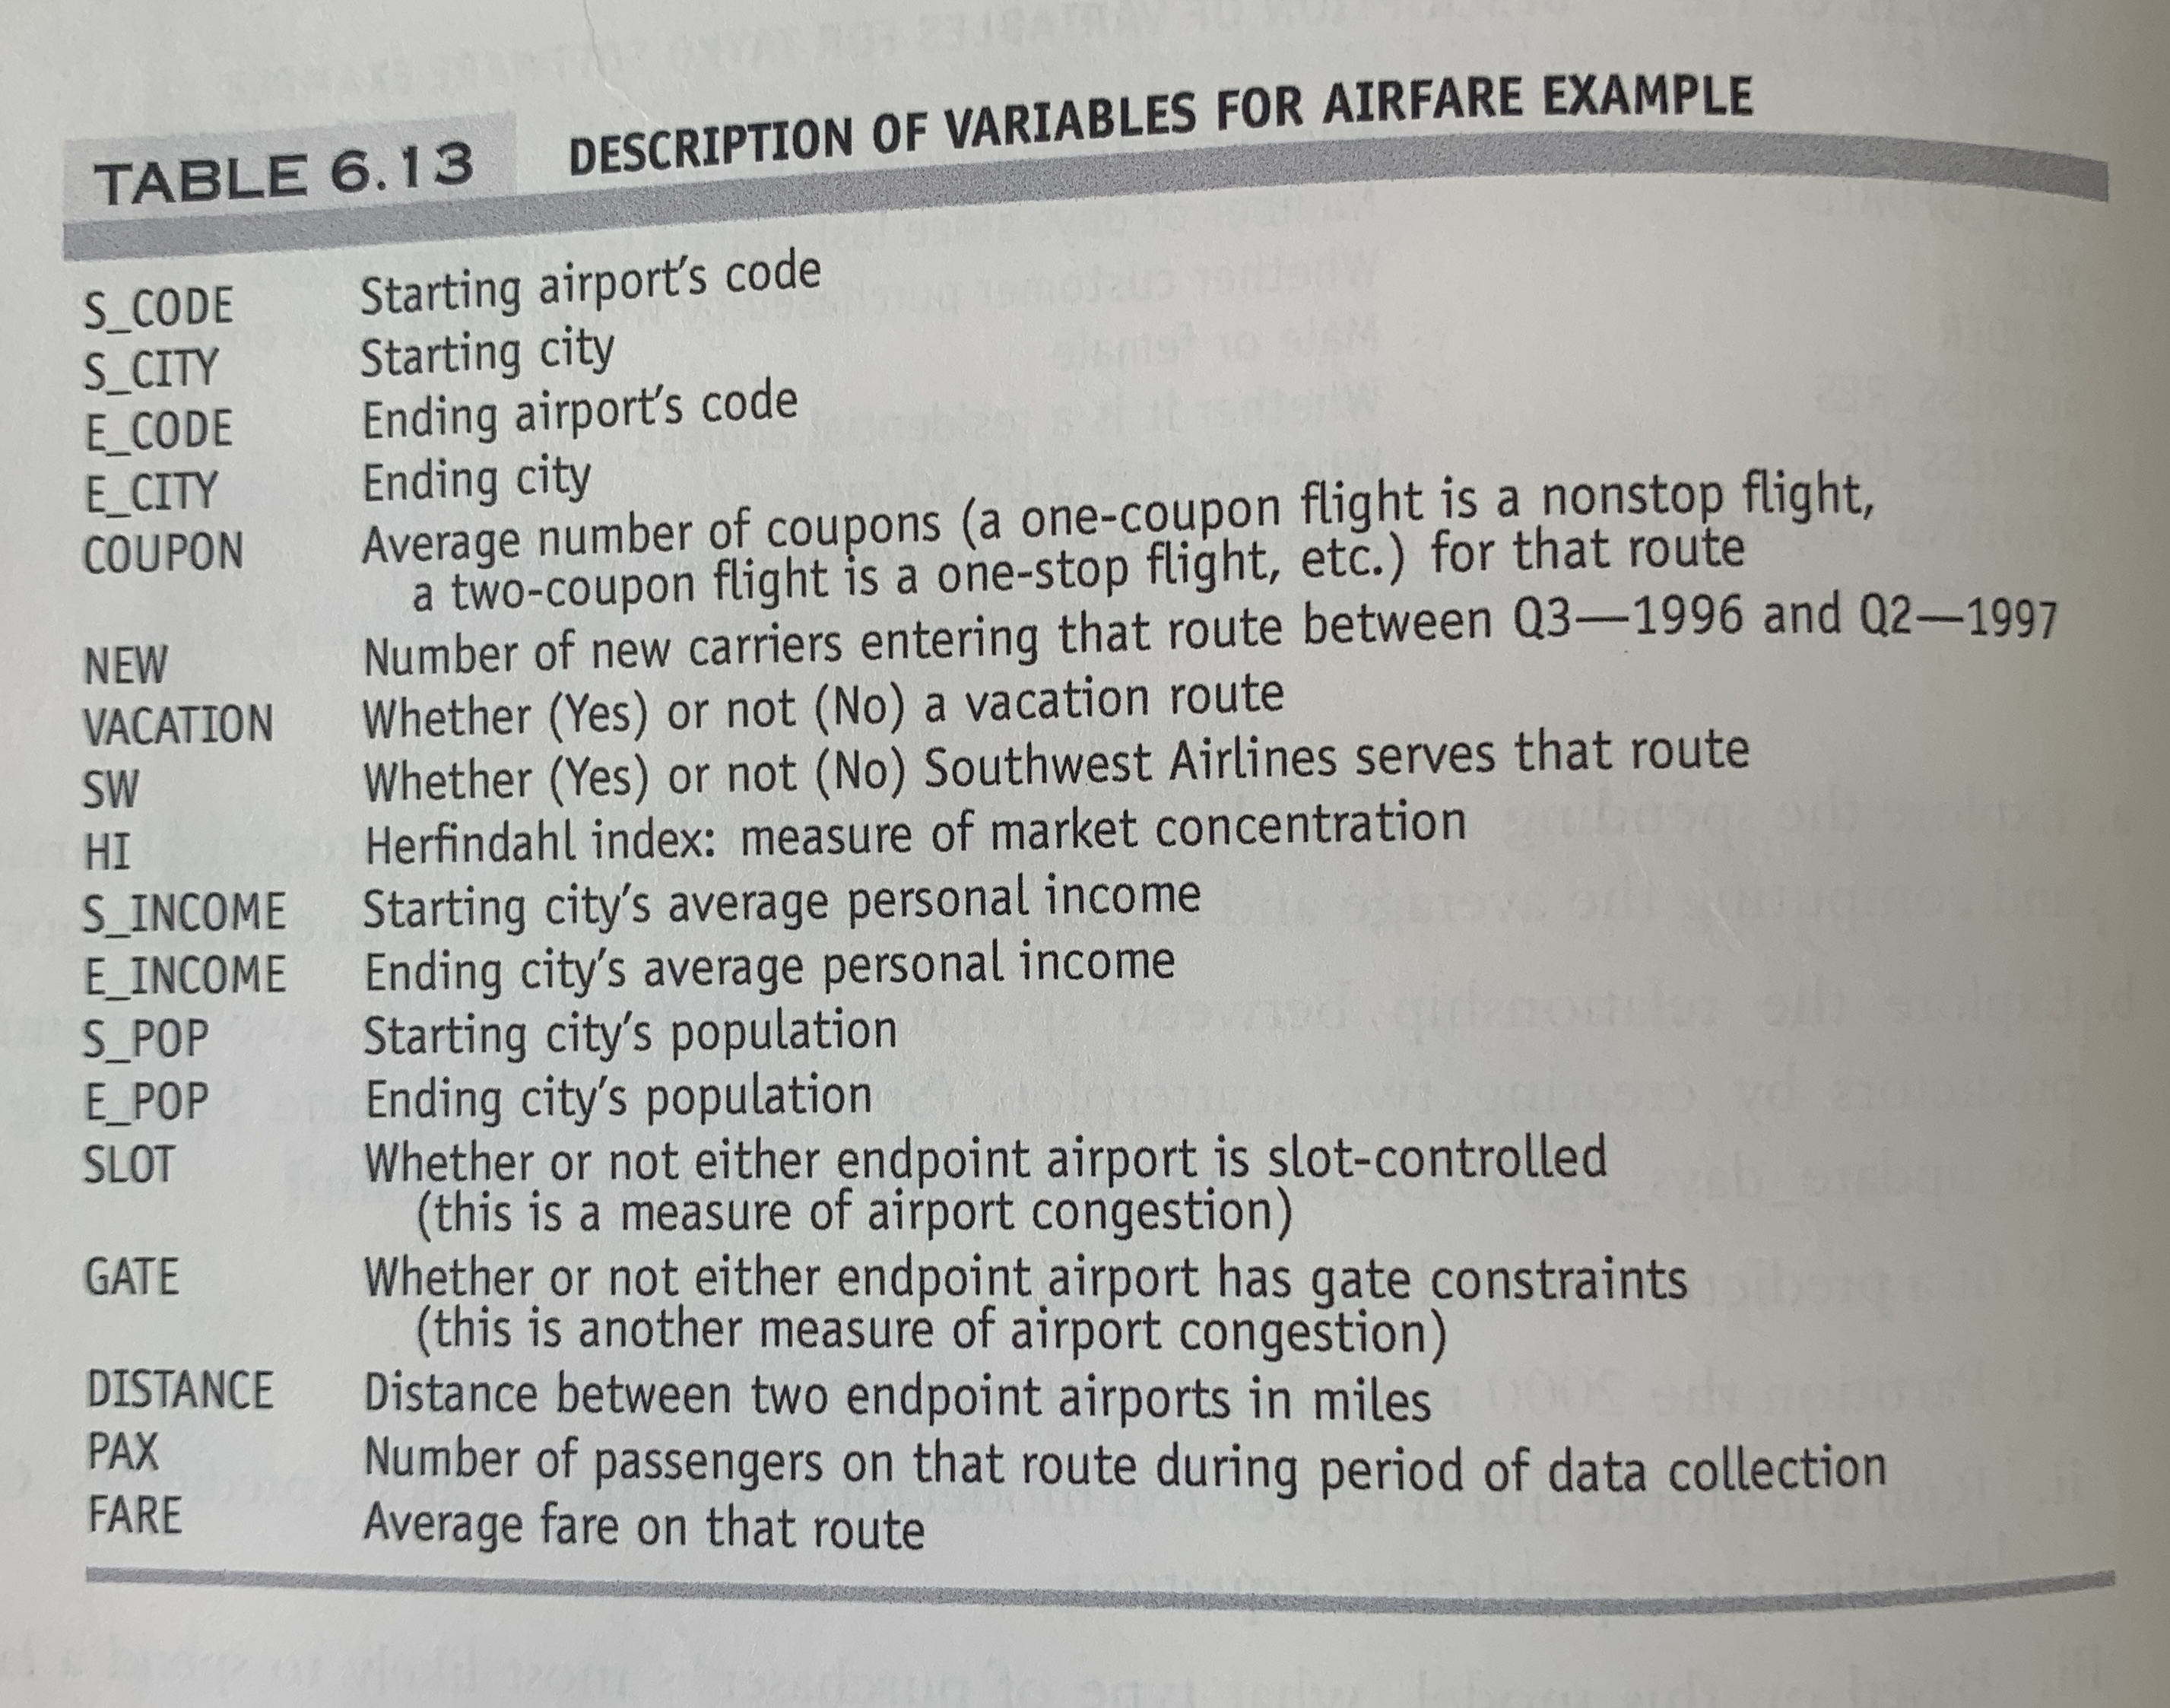 TABLE 6.13 DESCRIPTION OF VARIABLES FOR AIRFARE EXAMPLE
S_CODE Starting airport's code
S_CITY Starting city
E_CODE Ending airport's code
E_CITY Ending city
COUPON Average number of coupons (a one-coupon flight is a nonstop flight,
a two-coupon flight is a one-stop flight, etc.) for that route
NEW Number of new carriers entering that route between Q3—1996 and Q2—1997
VACATION Whether (Yes) or not (No) a vacation route
SW Whether (Yes) or not (No) Southwest Airlines serves that route
HI Herfindahl index: measure of market concentration
S_INCOME Starting city's average personal income
E_INCOME Ending city's average personal income
S_POP Starting city's population
E_POP Ending city's population
SLOT Whether or not either endpoint airport is slot-controlled
(this is a measure of airport congestion)
GATE Whether or not either endpoint airport has gate constraints
(this is another measure of airport congestion)
DISTANCE Distance between two endpoint airports in miles
PAX Number of passengers on that route during period of data collection
FARE Average fare on that route